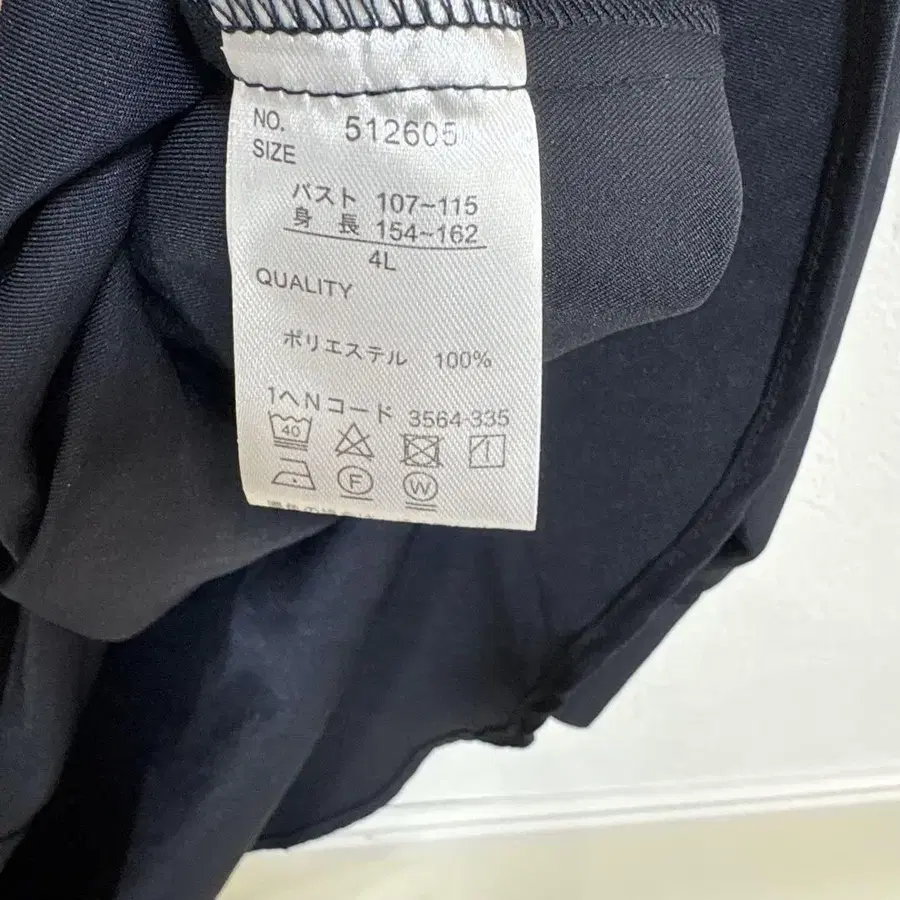 NO. 512605
SIZE
バスト 107~115
身 長 154~162
4L
QUALITY
ポリエステル 100%
1ヘNコード 3564-335
40
F W